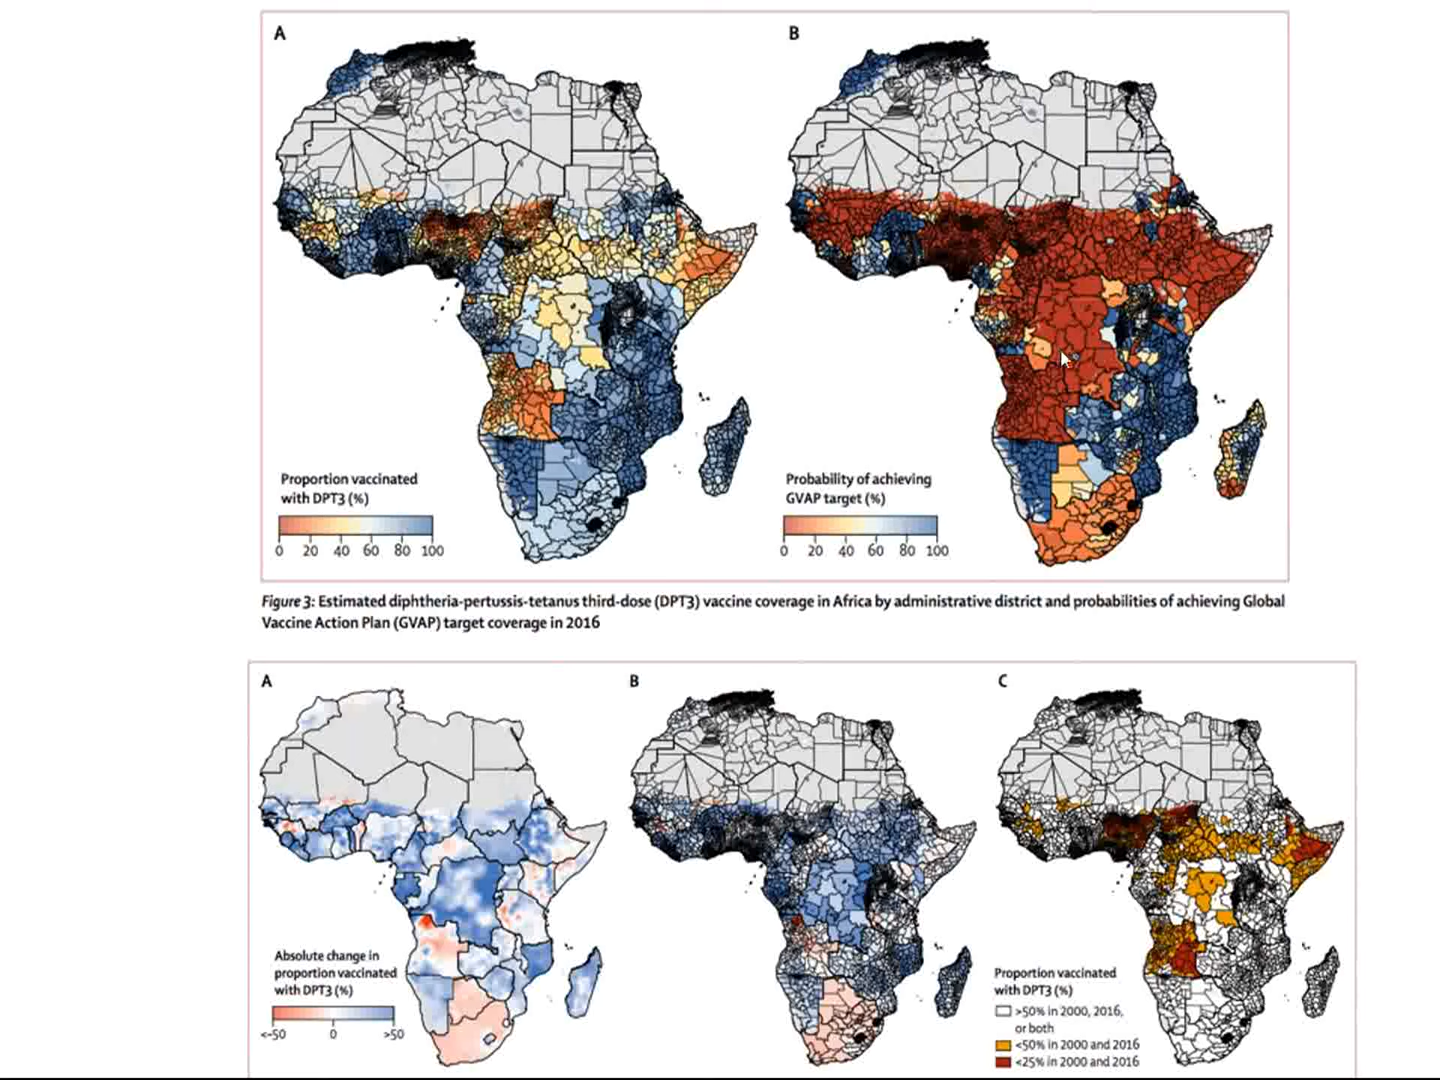 A
B
Proportion vaccinated
with DPT3 (%)
0 20 40 60 80 100
Probability of achieving
GVAP target (%)
0 20 40 60 80 100
Figure 3: Estimated diphtheria-pertussis-tetanus third-dose (DPT3) vaccine coverage in Africa by administrative district and probabilities of achieving Global
Vaccine Action Plan (GVAP) target coverage in 2016
A
B
C
Absolute change in
proportion vaccinated
with DPT3 (%)
<-50 0 >50
Proportion vaccinated
with DPT3 (%)
>50% in 2000, 2016,
or both
<50% in 2000 and 2016
<25% in 2000 and 2016